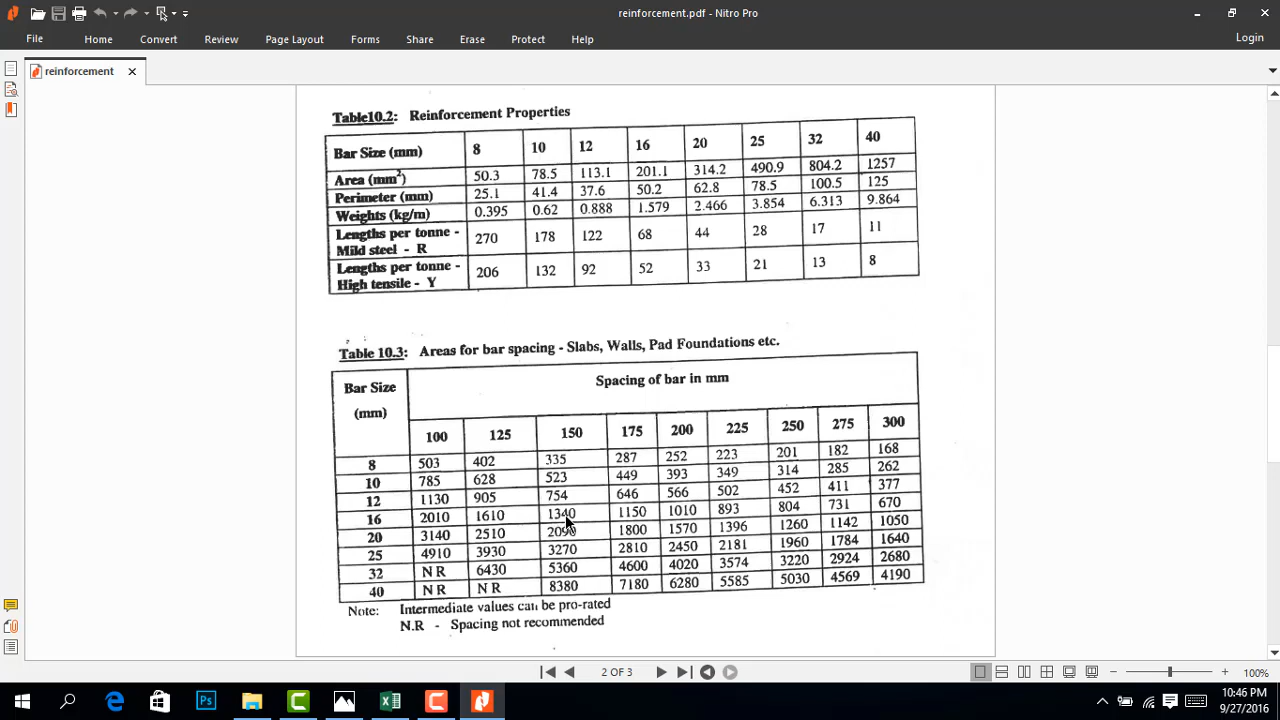 reinforcement.pdf - Nitro Pro
File Home Convert Review Page Layout Forms Share Erase Protect Help Login
reinforcement
Table10.2: Reinforcement Properties
Bar Size (mm) 8 10 12 16 20 25 32 40
Area (mm²) 50.3 78.5 113.1 201.1 314.2 490.9 804.2 1257
Perimeter (mm) 25.1 41.4 37.6 50.2 62.8 78.5 100.5 125
Weights (kg/m) 0.395 0.62 0.888 1.579 2.466 3.854 6.313 9.864
Lengths per tonne -
Mild steel - R 270 178 122 68 44 28 17 11
Lengths per tonne -
High tensile - Y 206 132 92 52 33 21 13 8
Table 10.3: Areas for bar spacing - Slabs, Walls, Pad Foundations etc.
Bar Size
(mm)
Spacing of bar in mm
100 125 150 175 200 225 250 275 300
8 503 402 335 287 252 223 201 182 168
10 785 628 523 449 393 349 314 285 262
12 1130 905 754 646 566 502 452 411 377
16 2010 1610 1340 1150 1010 893 804 731 670
20 3140 2510 2090 1800 1570 1396 1260 1142 1050
25 4910 3930 3270 2810 2450 2181 1960 1784 1640
32 N R 6430 5360 4600 4020 3574 3220 2924 2680
40 N R N R 8380 7180 6280 5585 5030 4569 4190
Note: Intermediate values can be pro-rated
N.R - Spacing not recommended
2 OF 3
100%
10:46 PM
9/27/2016